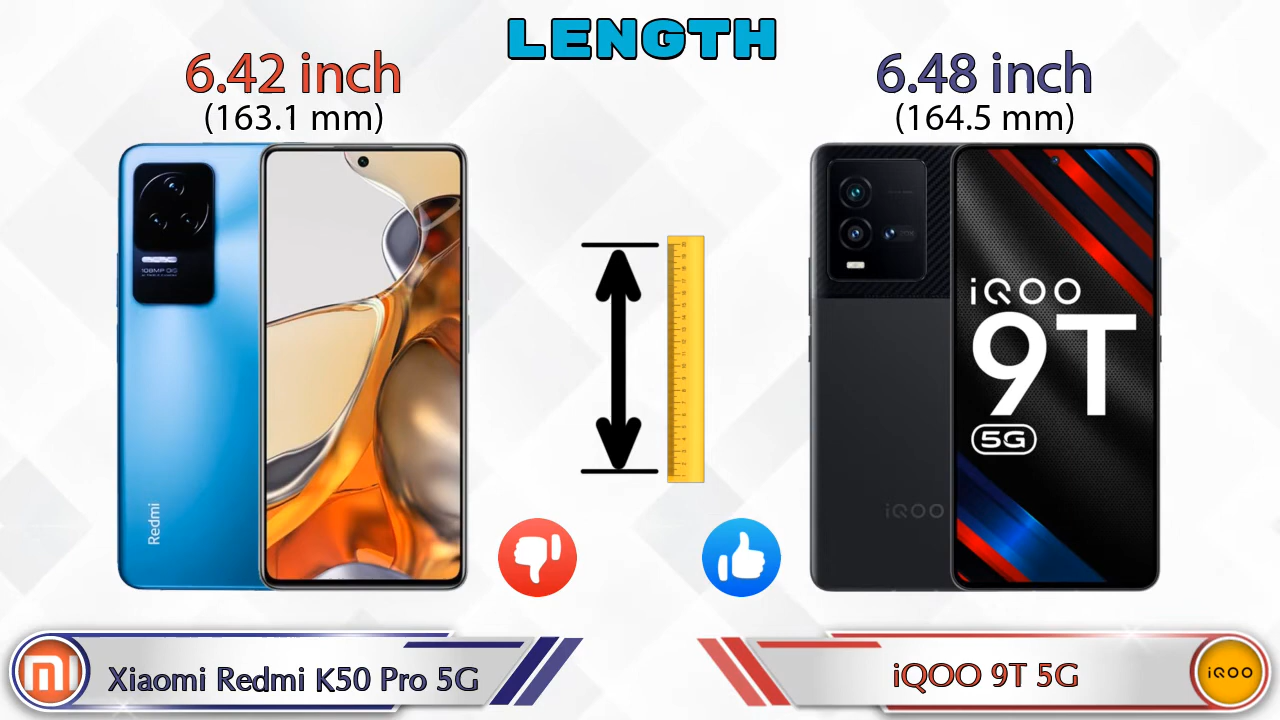 LENGTH
6.42 inch
(163.1 mm)
6.48 inch
(164.5 mm)
108MP OIS
Redmi
iQOO
9T
5G
iQOO
mi
Xiaomi Redmi K50 Pro 5G
iQOO 9T 5G
iQOO